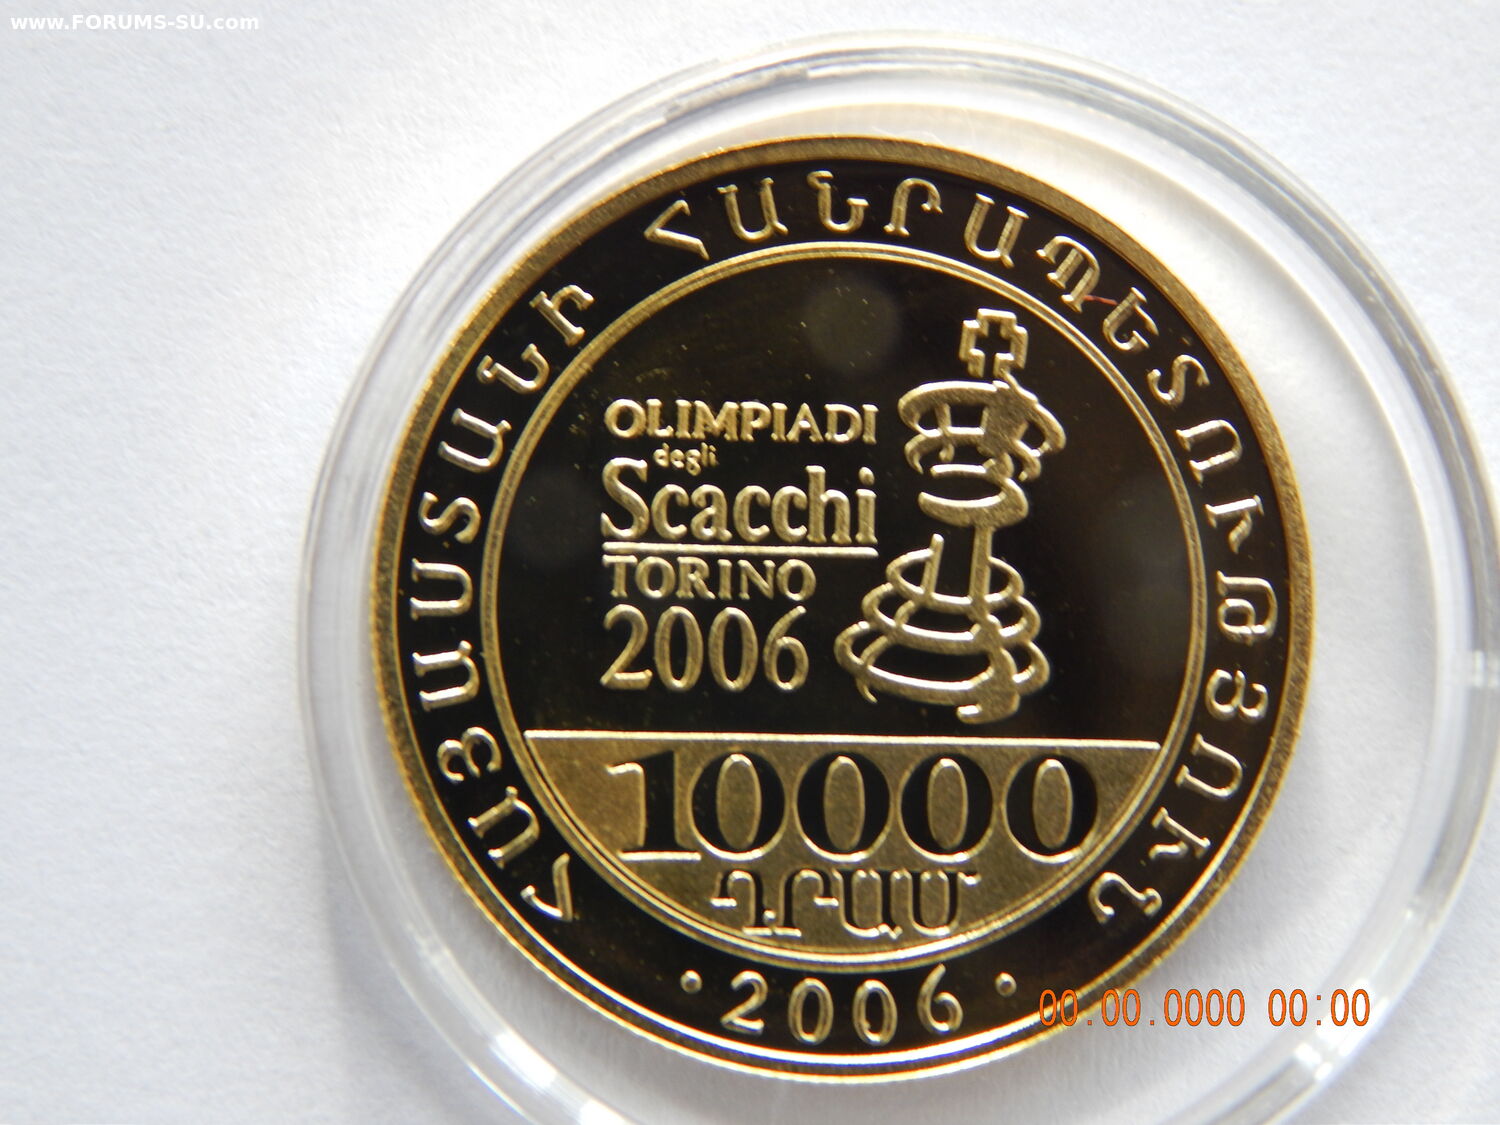 www.FORUMS-SU.com
ՀԱՅԱՍՏԱՆԻ ՀԱՆՐԱՊԵՏՈՒԹՅՈՒՆ
OLIMPIADI
degli
Scacchi
TORINO
2006
10000
ԴՐԱՄ
· 2006 ·
00.00.0000 00:00